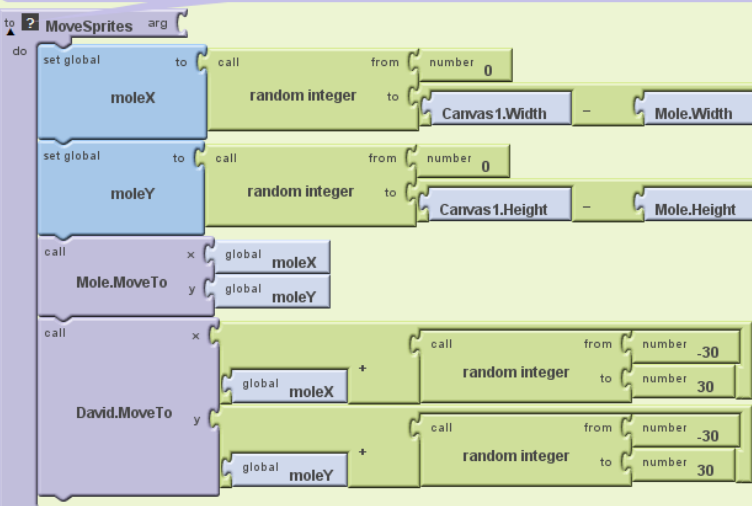 to ? MoveSprites arg
do
set global moleX to call random integer from number 0
to Canvas1.Width - Mole.Width
set global moleY to call random integer from number 0
to Canvas1.Height - Mole.Height
call Mole.MoveTo x global moleX
y global moleY
call David.MoveTo x global moleX + call random integer from number -30
to number 30
y global moleY + call random integer from number -30
to number 30